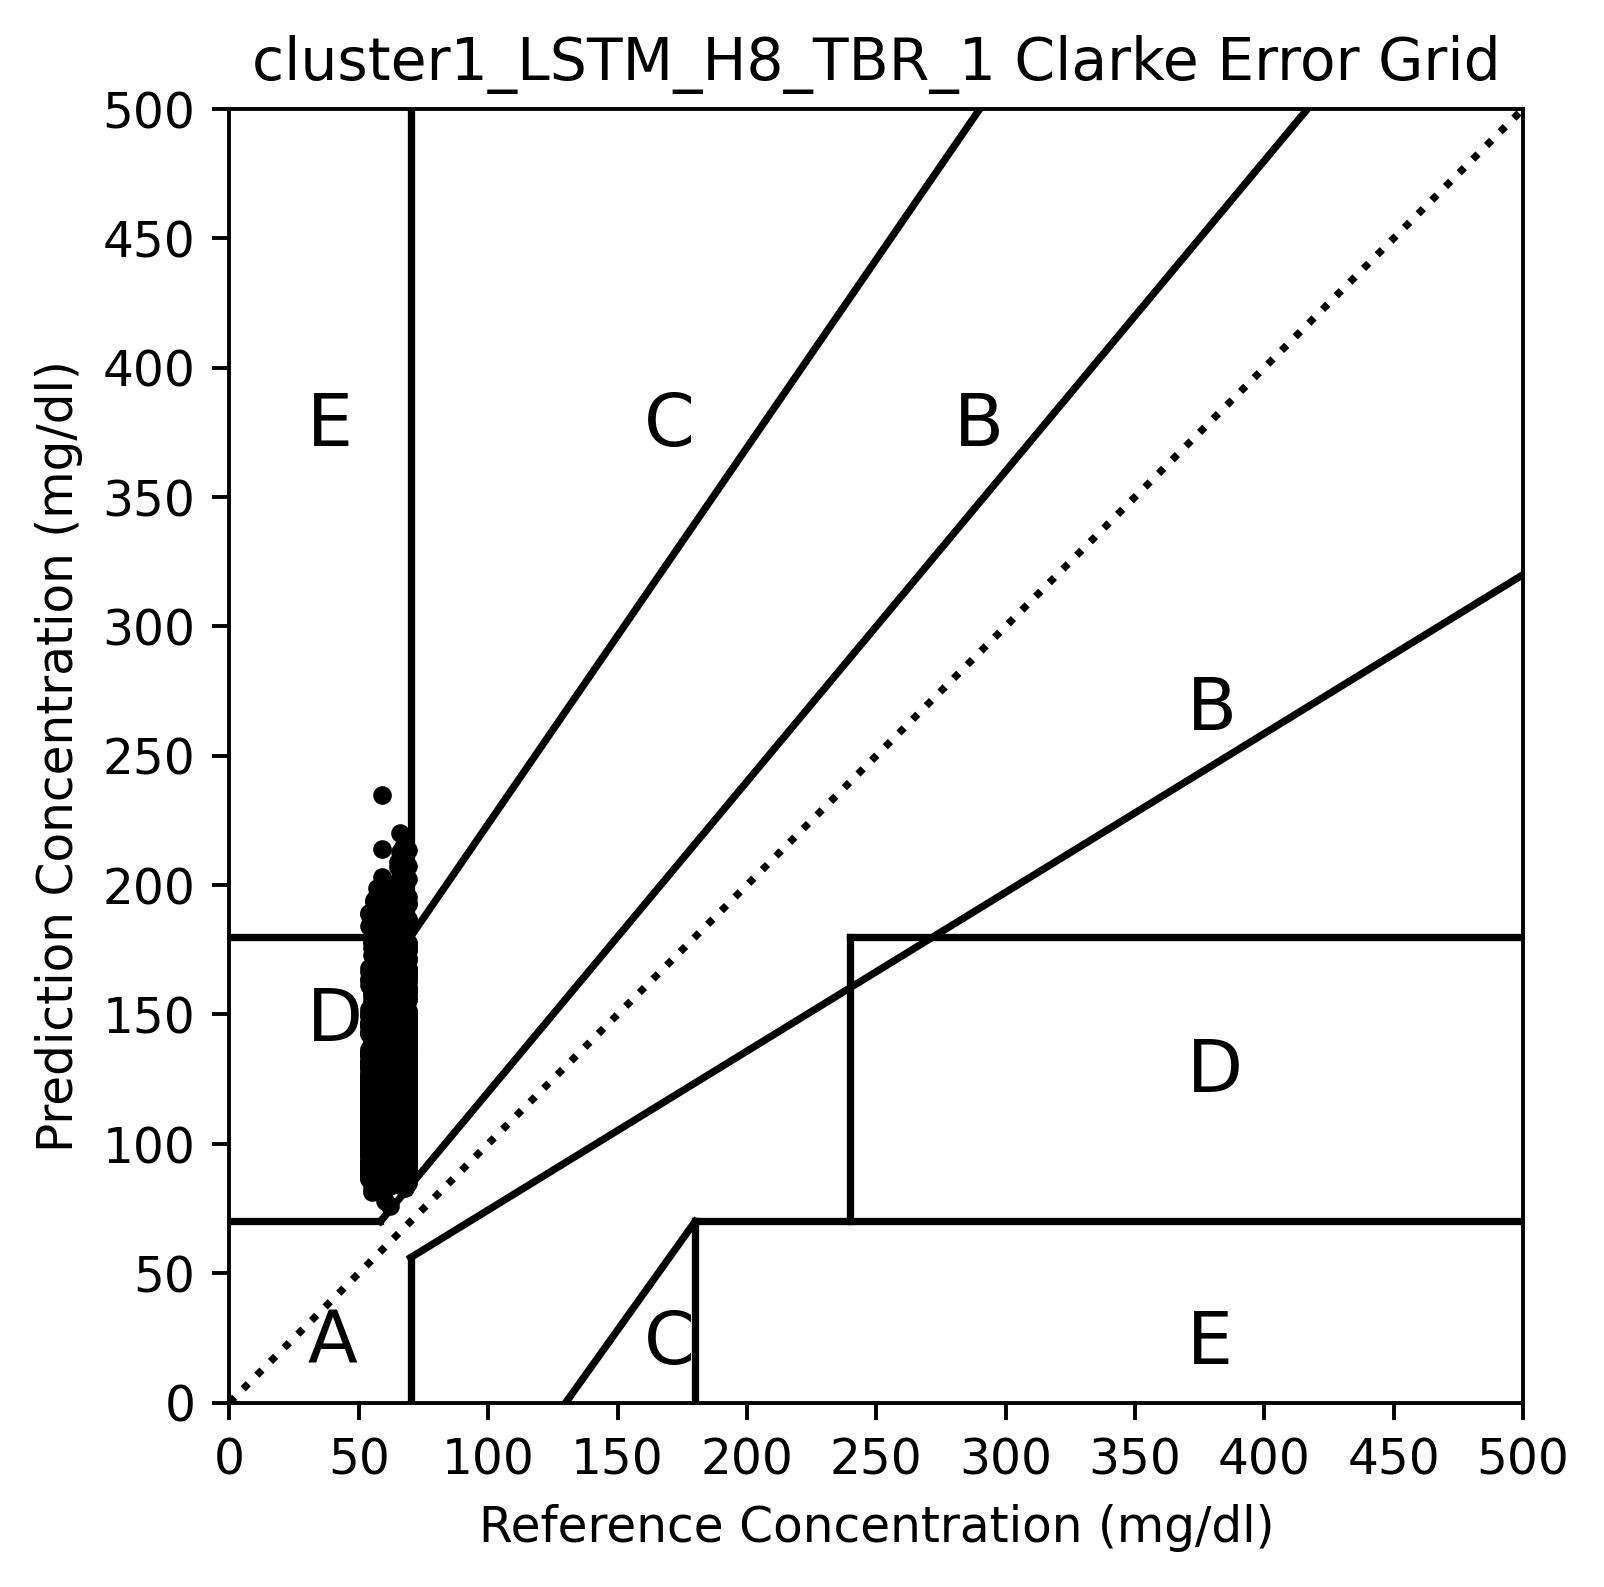 cluster1_LSTM_H8_TBR_1 Clarke Error Grid
500
450
400
350
300
250
200
150
100
50
0
Prediction Concentration (mg/dl)
E
C
B
B
D
D
A
C
E
0 50 100 150 200 250 300 350 400 450 500
Reference Concentration (mg/dl)